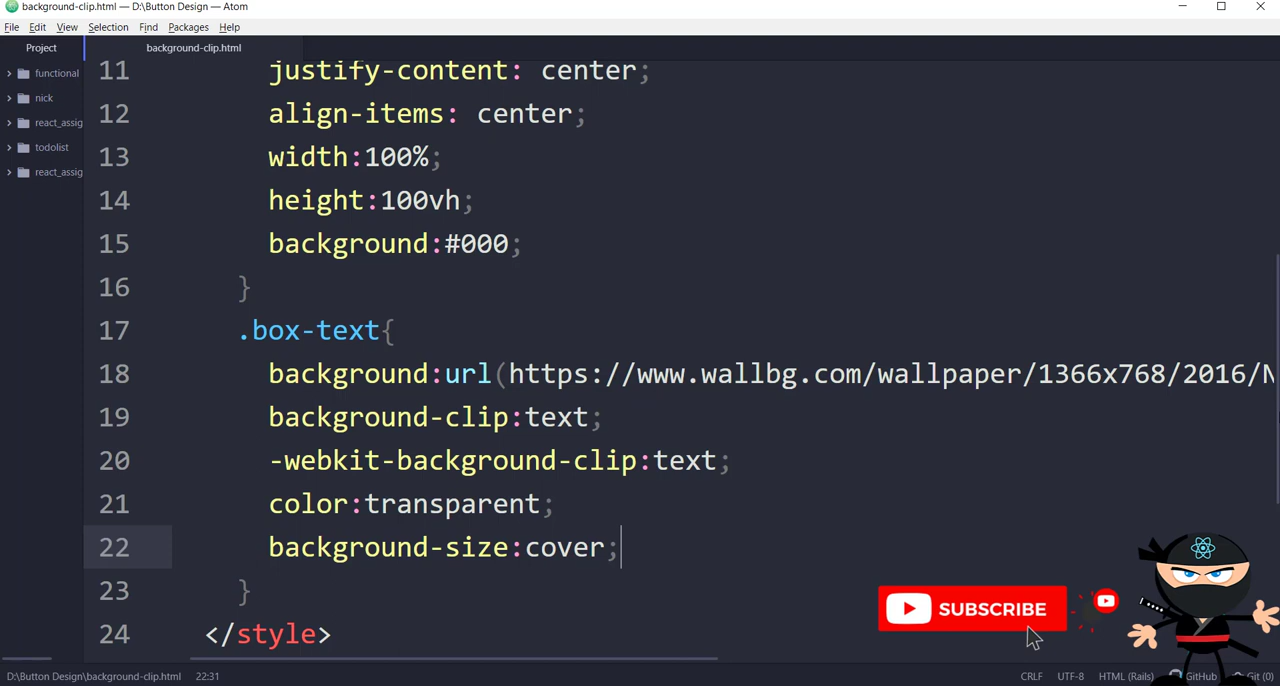 background-clip.html — D:\Button Design — Atom
File Edit View Selection Find Packages Help
Project
background-clip.html
functional
nick
react_assig
todolist
react_assig
11 justify-content: center;
12 align-items: center;
13 width:100%;
14 height:100vh;
15 background:#000;
16 }
17 .box-text{
18 background:url(https://www.wallbg.com/wallpaper/1366x768/2016/N
19 background-clip:text;
20 -webkit-background-clip:text;
21 color:transparent;
22 background-size:cover;
23 }
24 </style>
SUBSCRIBE
D:\Button Design\background-clip.html 22:31 CRLF UTF-8 HTML (Rails) GitHub Git (0)